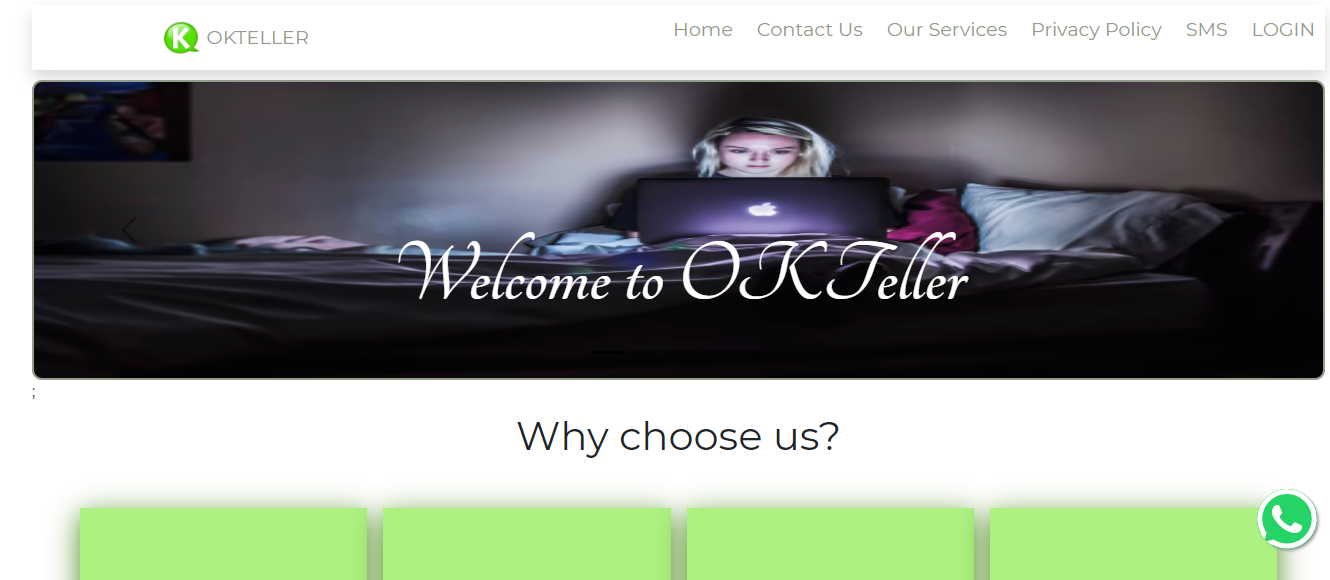 K OKTELLER
Home Contact Us Our Services Privacy Policy SMS LOGIN
Welcome to OKTeller
;
Why choose us?